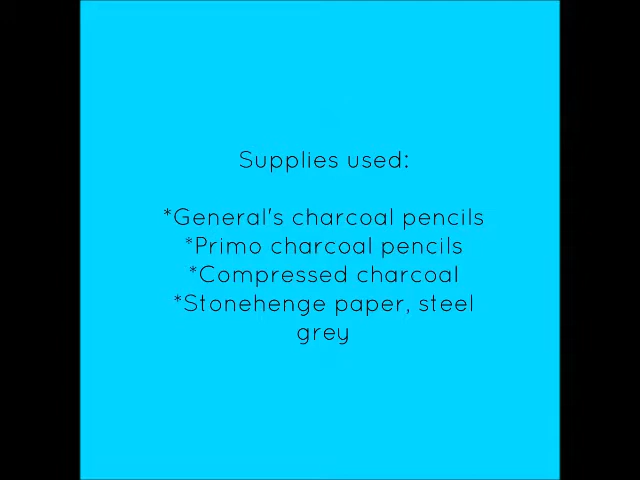 Supplies used:
*General's charcoal pencils
*Primo charcoal pencils
*Compressed charcoal
*Stonehenge paper, steel
grey